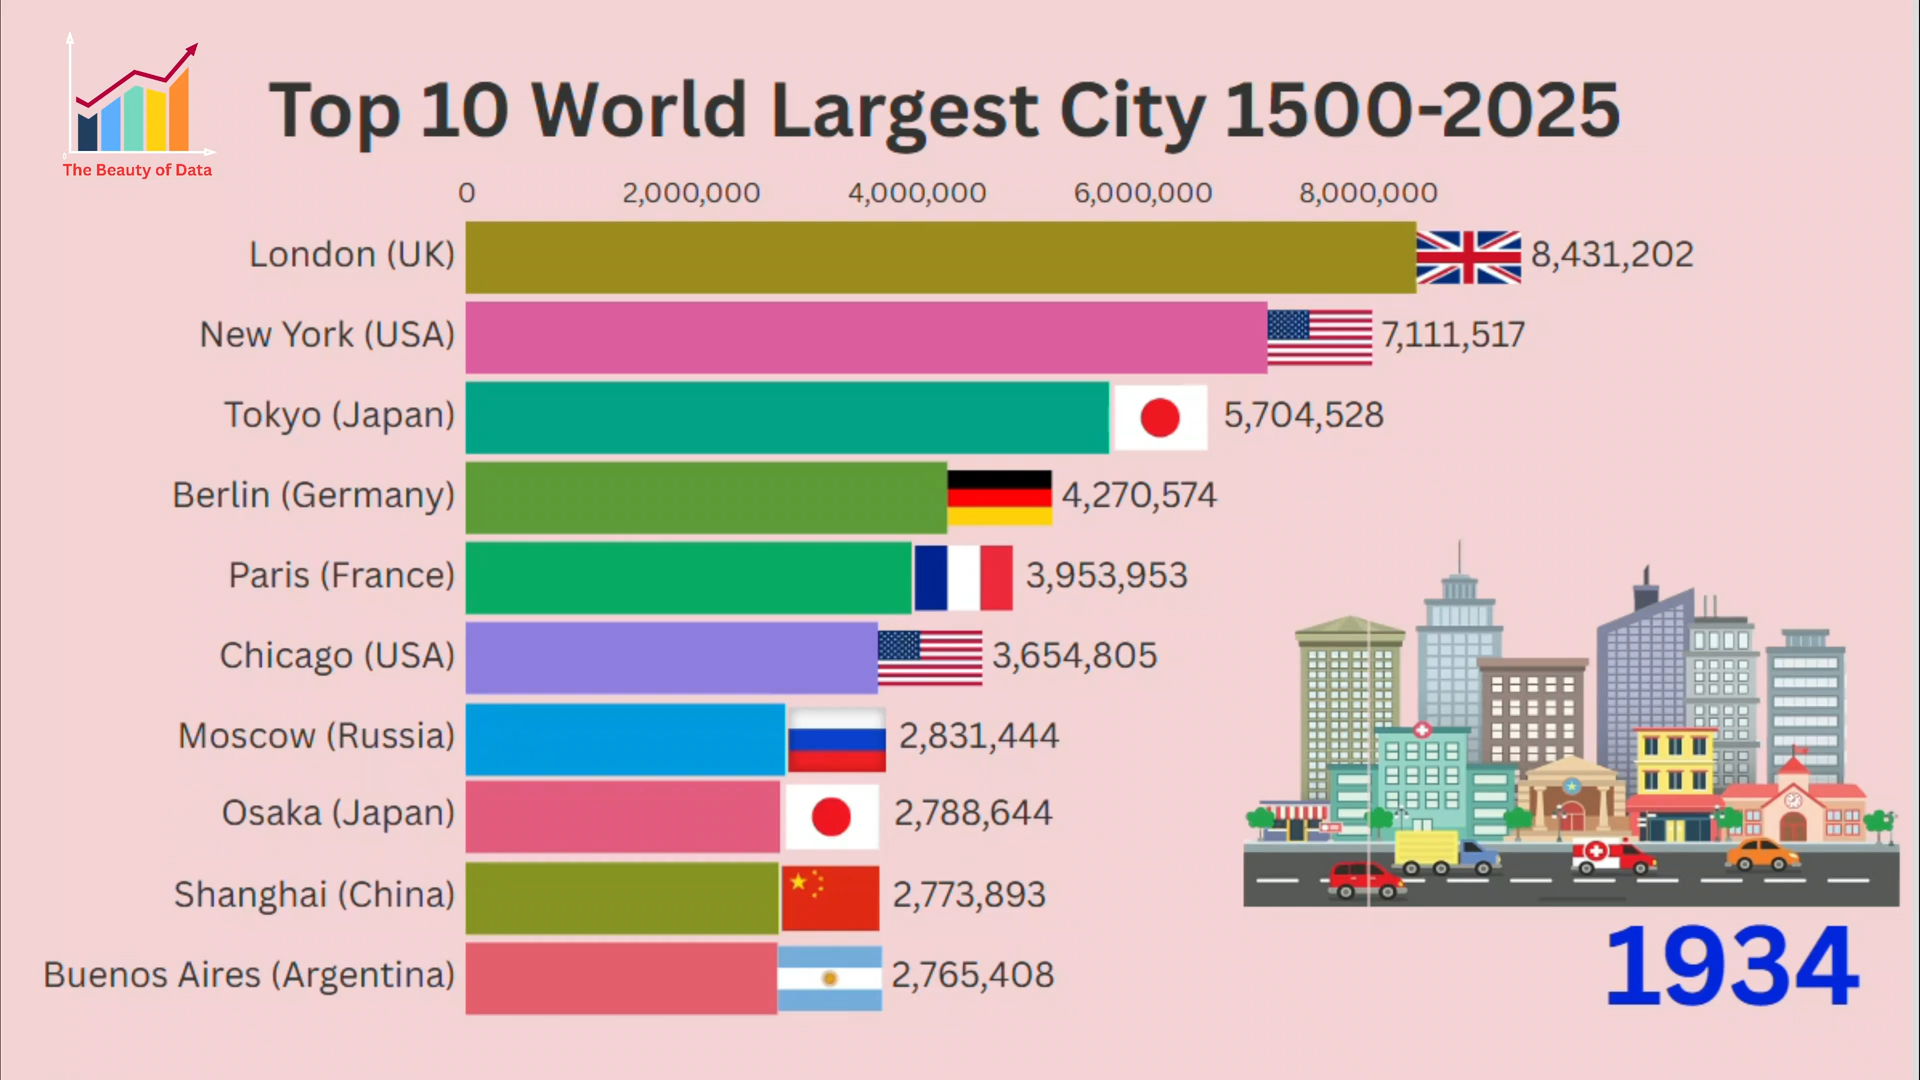 The Beauty of Data
Top 10 World Largest City 1500-2025
0 2,000,000 4,000,000 6,000,000 8,000,000
London (UK) 8,431,202
New York (USA) 7,111,517
Tokyo (Japan) 5,704,528
Berlin (Germany) 4,270,574
Paris (France) 3,953,953
Chicago (USA) 3,654,805
Moscow (Russia) 2,831,444
Osaka (Japan) 2,788,644
Shanghai (China) 2,773,893
Buenos Aires (Argentina) 2,765,408
1934